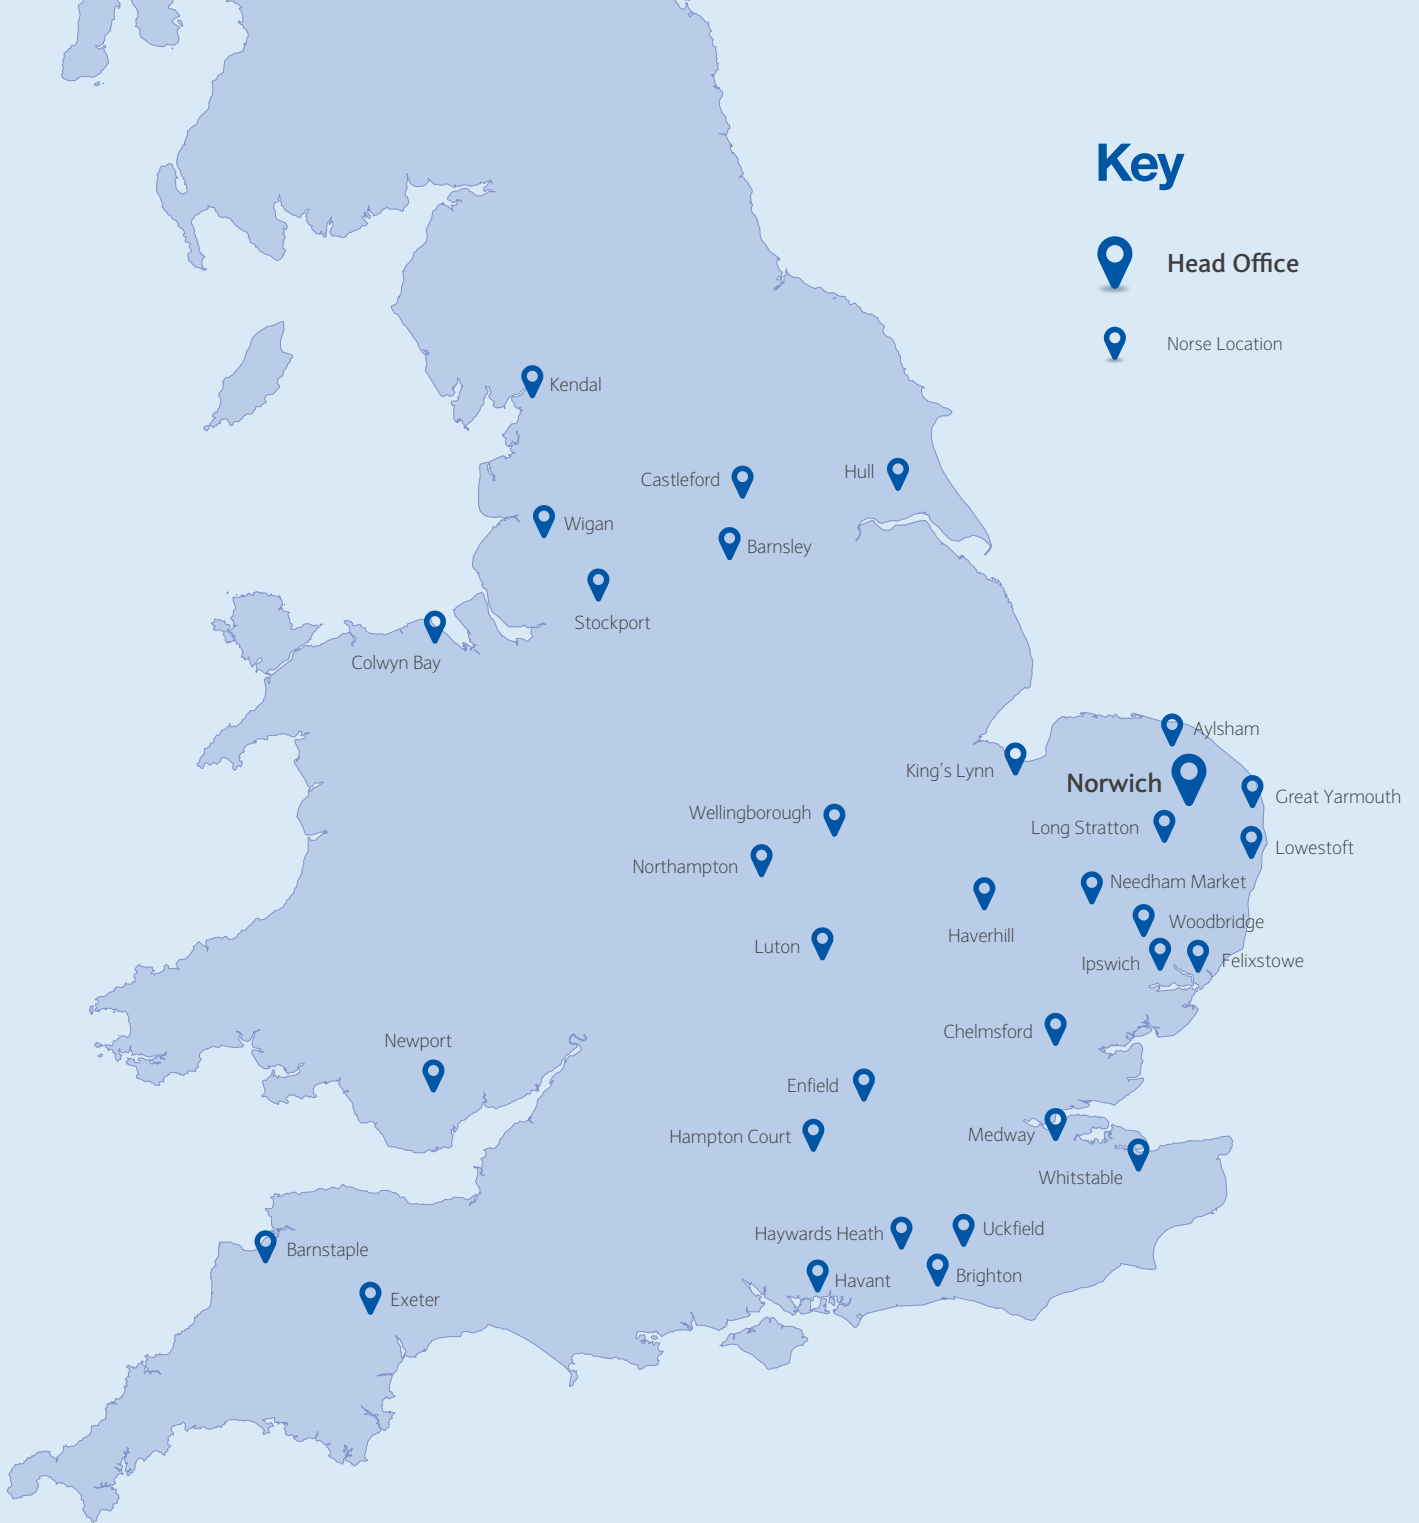 Key
Head Office
Norse Location
Kendal
Castleford
Hull
Wigan
Barnsley
Stockport
Colwyn Bay
Aylsham
King's Lynn
Norwich
Great Yarmouth
Wellingborough
Long Stratton
Lowestoft
Northampton
Needham Market
Woodbridge
Haverhill
Luton
Ipswich
Felixstowe
Chelmsford
Newport
Enfield
Hampton Court
Medway
Whitstable
Haywards Heath
Uckfield
Barnstaple
Brighton
Havant
Exeter